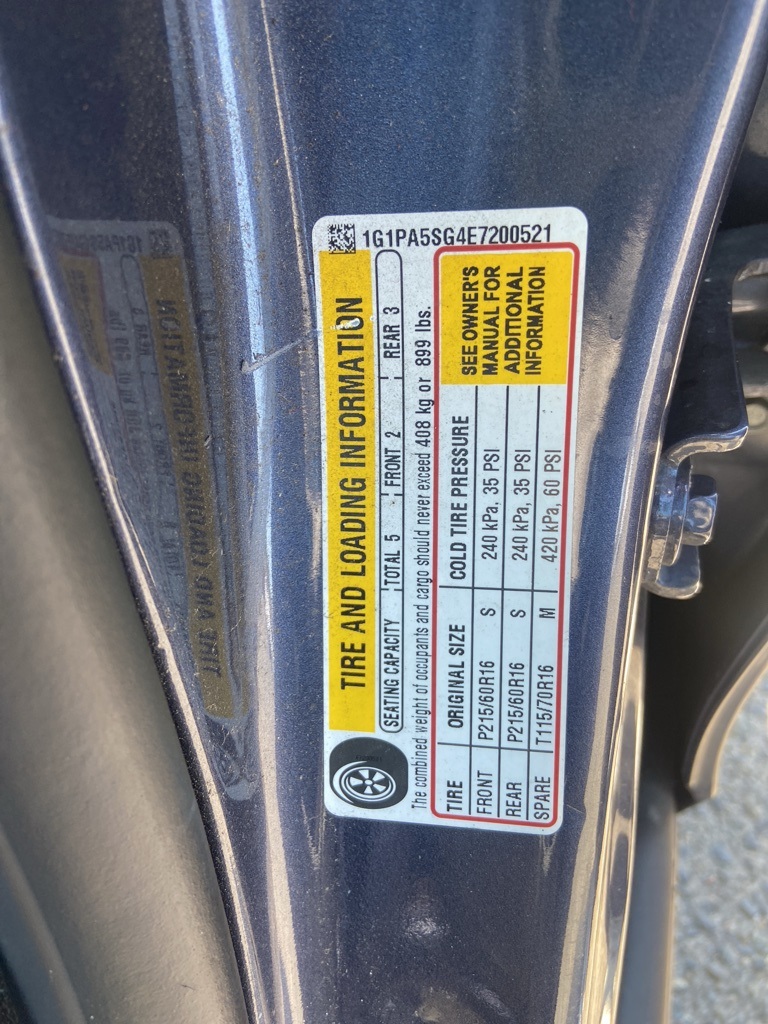 1G1PA5SG4E7200521
TIRE AND LOADING INFORMATION
SEATING CAPACITY TOTAL 5 FRONT 2 REAR 3
The combined weight of occupants and cargo should never exceed 408 kg or 899 lbs.
TIRE ORIGINAL SIZE COLD TIRE PRESSURE
FRONT P215/60R16 S 240 kPa, 35 PSI
REAR P215/60R16 S 240 kPa, 35 PSI
SPARE T115/70R16 M 420 kPa, 60 PSI
SEE OWNER'S
MANUAL FOR
ADDITIONAL
INFORMATION